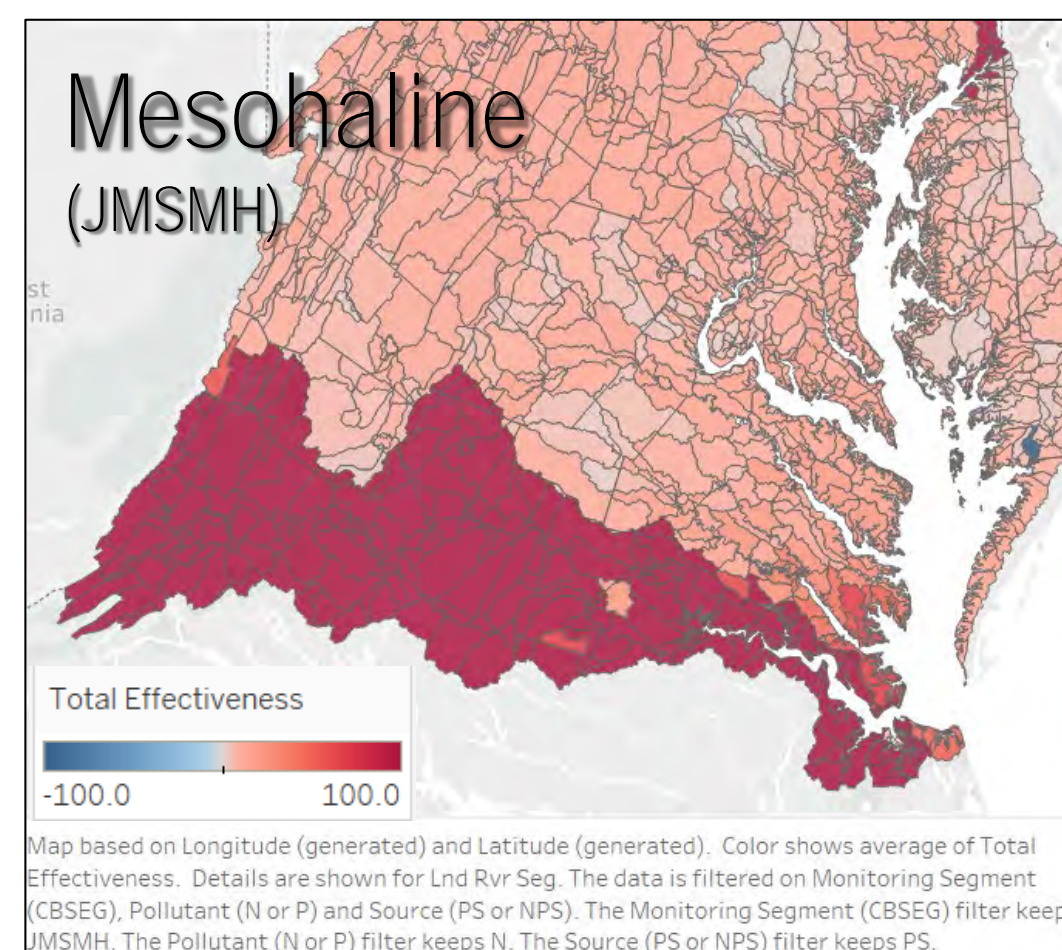 Mesohaline
(JMSMH)
st
nia
Total Effectiveness
-100.0 100.0
Map based on Longitude (generated) and Latitude (generated). Color shows average of Total
Effectiveness. Details are shown for Lnd Rvr Seg. The data is filtered on Monitoring Segment
(CBSEG), Pollutant (N or P) and Source (PS or NPS). The Monitoring Segment (CBSEG) filter keep
JMSMH. The Pollutant (N or P) filter keeps N. The Source (PS or NPS) filter keeps PS.